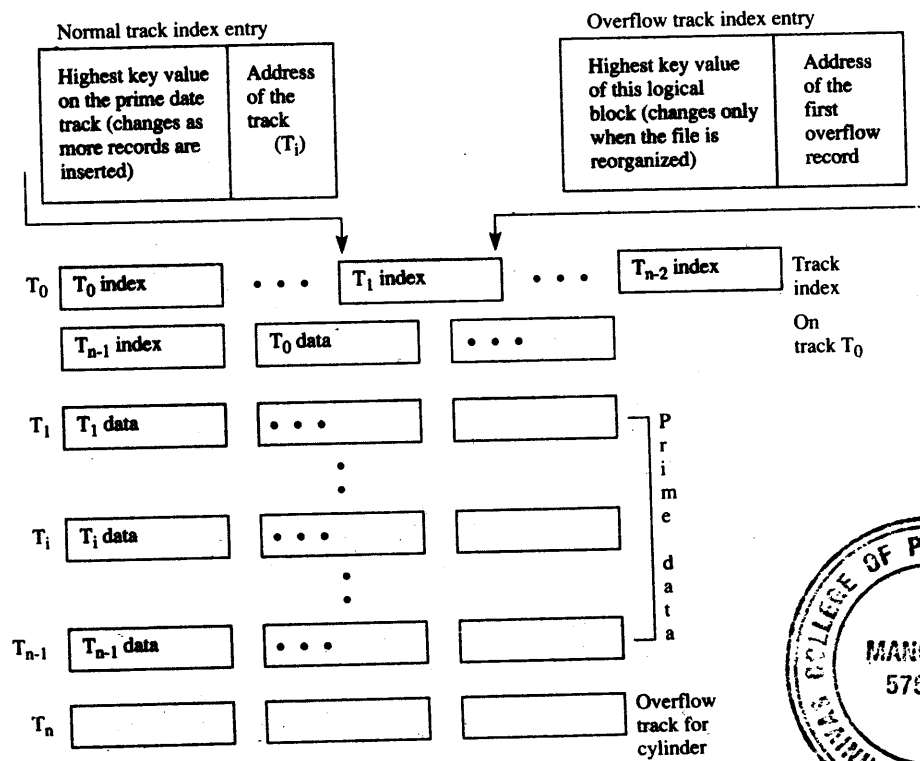 Normal track index entry
Highest key value
on the prime date
track (changes as
more records are
inserted)
Address
of the
track
(Ti)
Overflow track index entry
Highest key value
of this logical
block (changes only
when the file is
reorganized)
Address
of the
first
overflow
record
T0 T0 index • • • T1 index • • • Tn-2 index Track
index
Tn-1 index T0 data • • • On
track T0
T1 T1 data • • •
Ti Ti data • • •
Tn-1 Tn-1 data • • •
Prime data
Tn Overflow
track for
cylinder
COLLEGE OF P